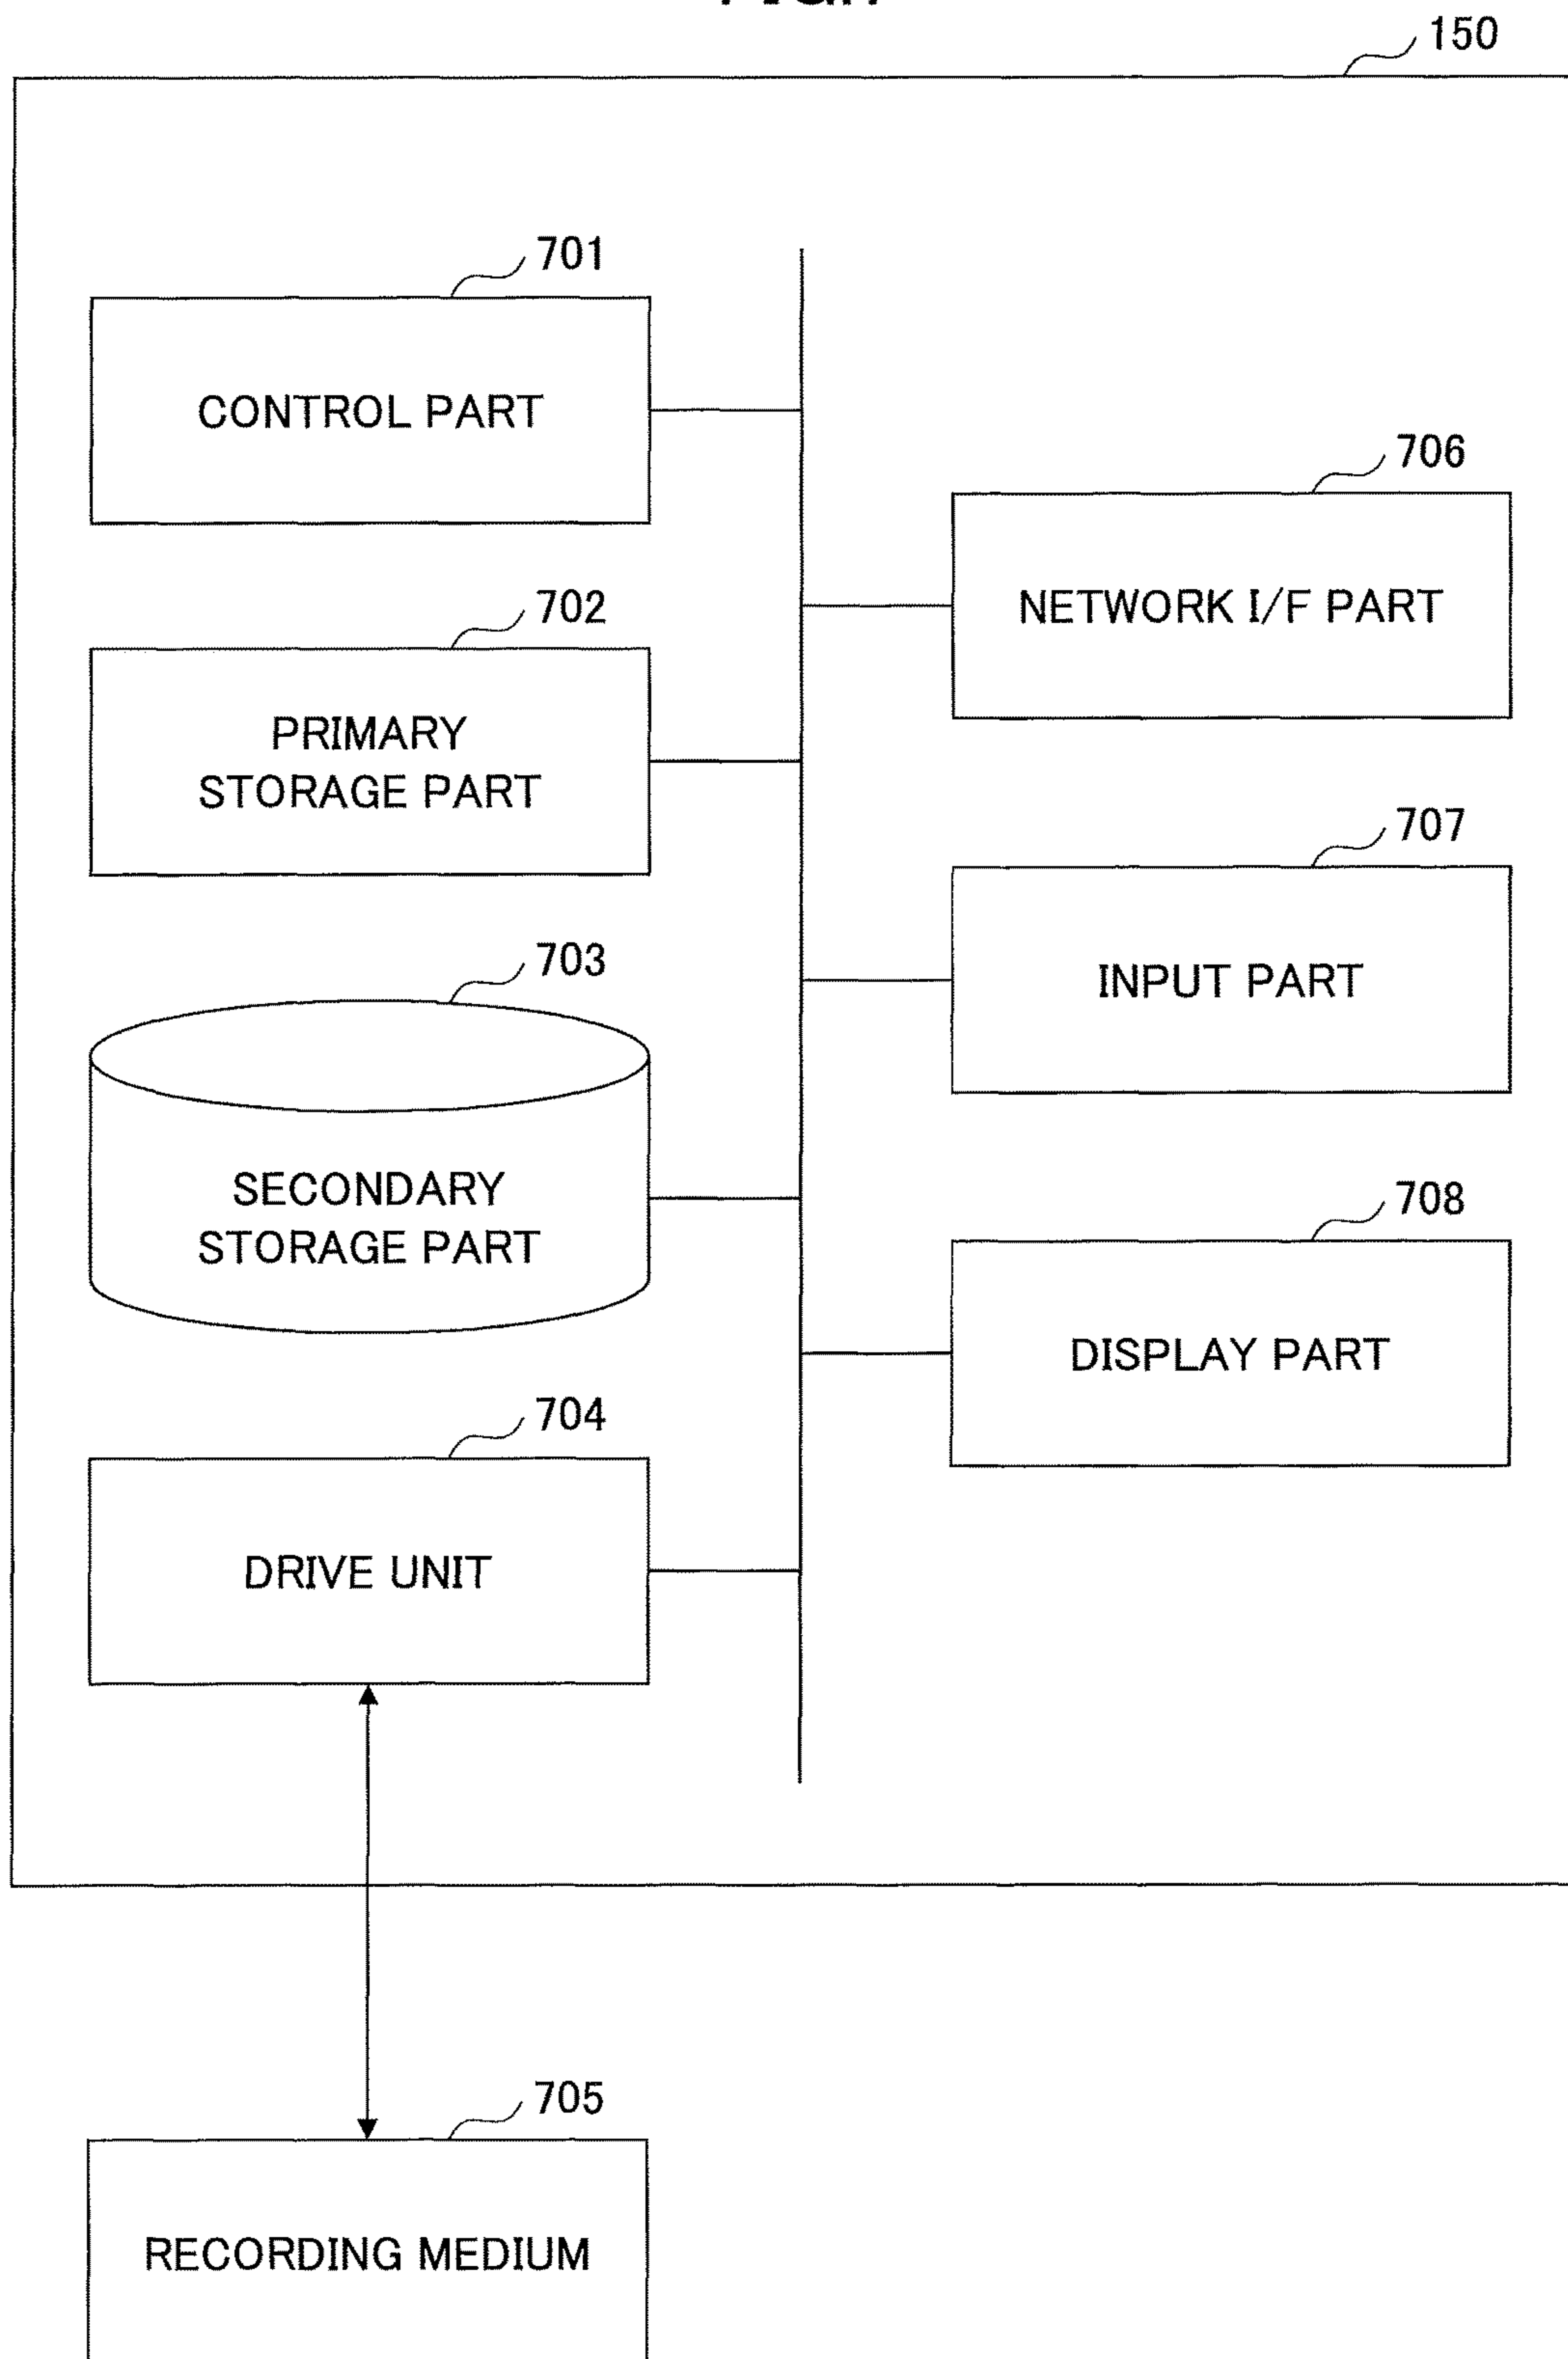 150
701
CONTROL PART
706
NETWORK I/F PART
702
PRIMARY
STORAGE PART
707
INPUT PART
703
SECONDARY
STORAGE PART
708
DISPLAY PART
704
DRIVE UNIT
705
RECORDING MEDIUM